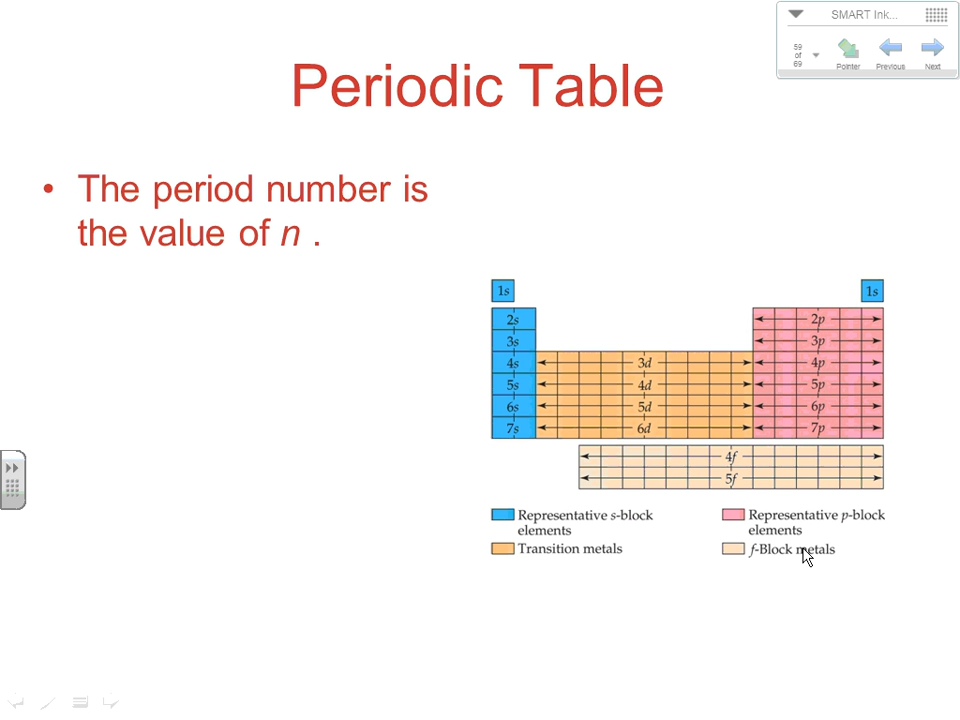 SMART Ink...
59
of
69
Pointer
Previous
Next
Periodic Table
• The period number is
the value of n .
1s
1s
2s
2p
3s
3p
4s
3d
4p
5s
4d
5p
6s
5d
6p
7s
6d
7p
4f
5f
Representative s-block
elements
Transition metals
Representative p-block
elements
f-Block metals